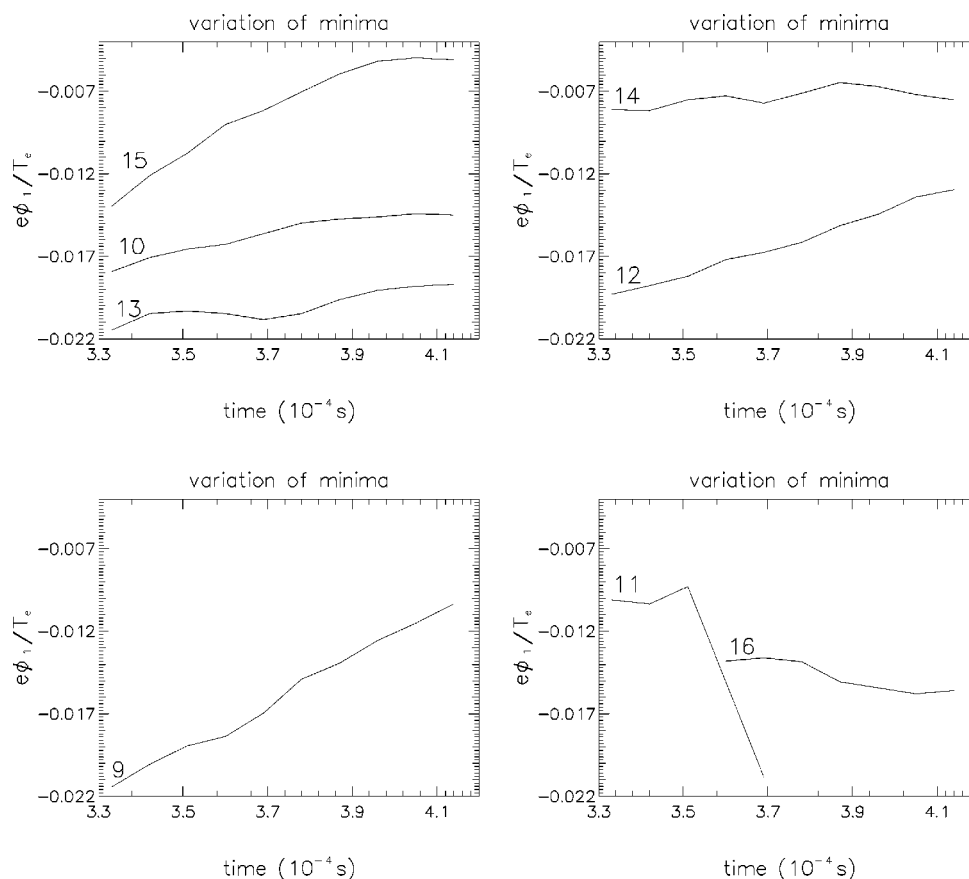 variation of minima
eϕ₁/Tₑ
−0.007
−0.012
−0.017
−0.022
15
10
13
3.3 3.5 3.7 3.9 4.1
time (10⁻⁴s)
variation of minima
eϕ₁/Tₑ
−0.007
−0.012
−0.017
−0.022
14
12
3.3 3.5 3.7 3.9 4.1
time (10⁻⁴s)
variation of minima
eϕ₁/Tₑ
−0.007
−0.012
−0.017
−0.022
9
3.3 3.5 3.7 3.9 4.1
time (10⁻⁴s)
variation of minima
eϕ₁/Tₑ
−0.007
−0.012
−0.017
−0.022
11
16
3.3 3.5 3.7 3.9 4.1
time (10⁻⁴s)